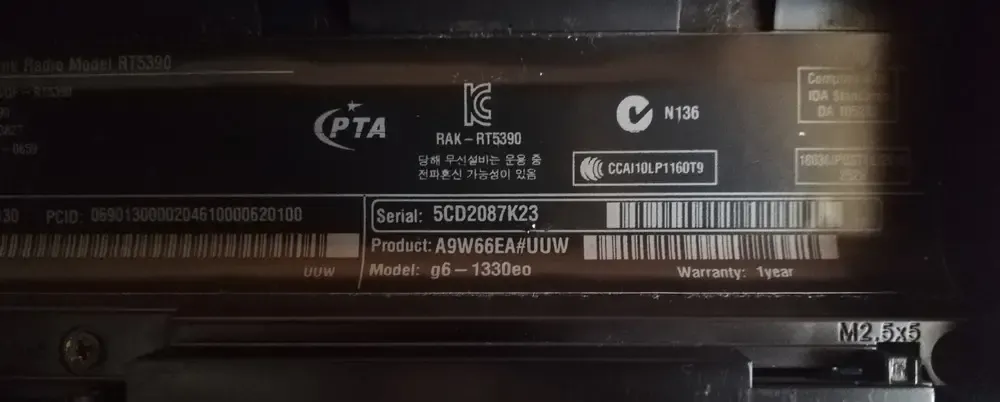 Radio Model RT5390
PTA
RAK-RT5390
당해 무선설비는 운용 중
전파혼신 가능성이 있음
N136
CCAI10LP1160T9
IDA Standards
PCID: 0690130000204610000620100
UUW
Serial: 5CD2087K23
Product: A9W66EA#UUW
Model: g6-1330eo
Warranty: 1year
M2.5x5